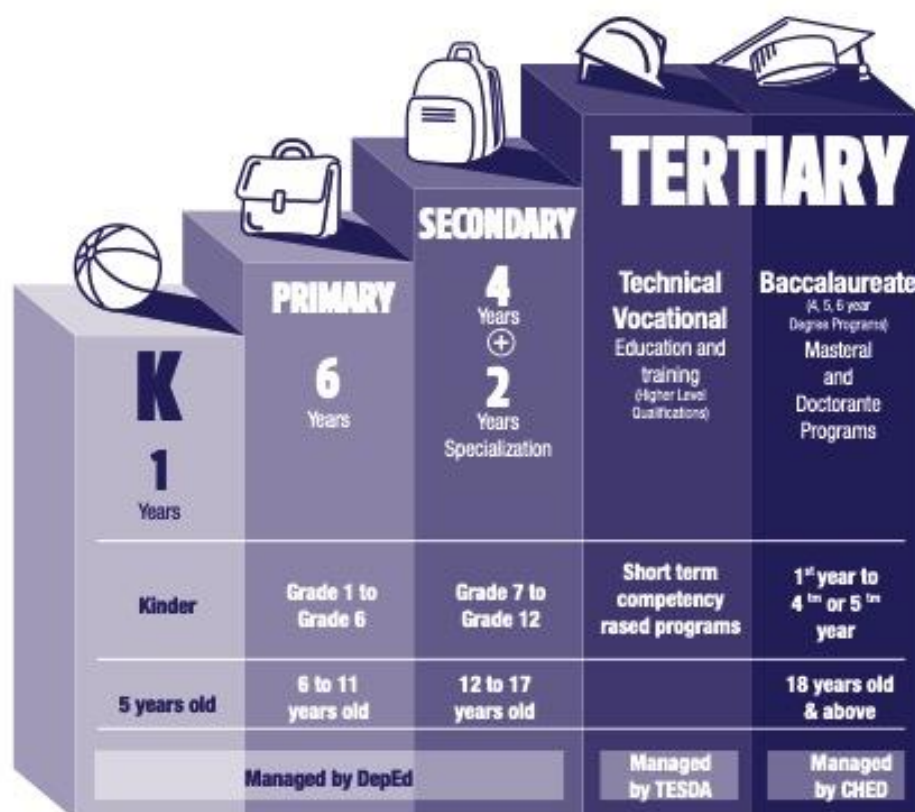 TERTIARY
SECONDARY
PRIMARY
K
1
Years
6
Years
4
Years
+
2
Years
Specialization
Technical
Vocational
Education and
training
(Higher Level
Qualifications)
Baccalaureate
(4, 5, 6 year
Degree Programs)
Masteral
and
Doctorante
Programs
Kinder
Grade 1 to
Grade 6
Grade 7 to
Grade 12
Short term
competency
rased programs
1st year to
4 tm or 5 tm
year
5 years old
6 to 11
years old
12 to 17
years old
18 years old
& above
Managed by DepEd
Managed
by TESDA
Managed
by CHED